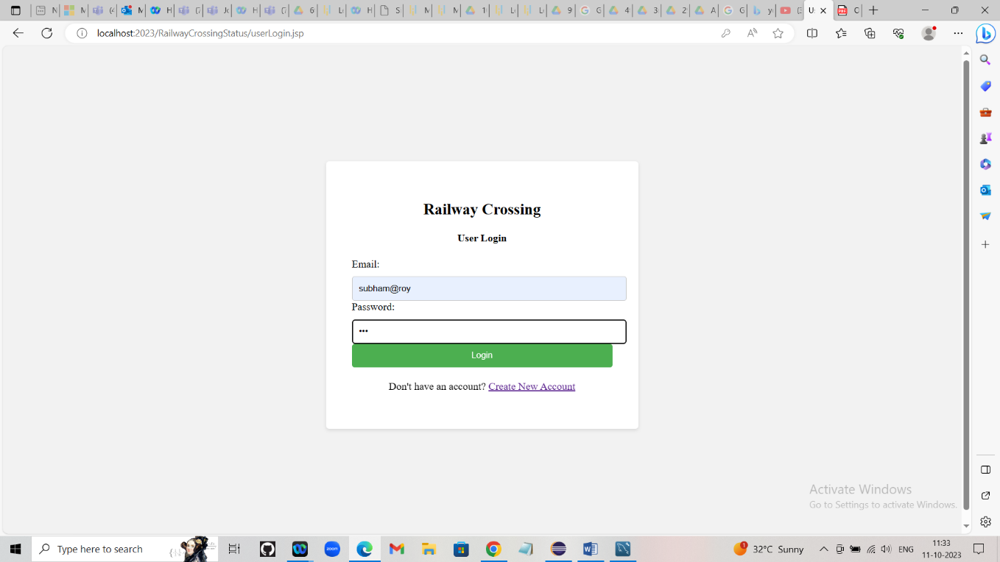 localhost:2023/RailwayCrossingStatus/userLogin.jsp
Railway Crossing
User Login
Email:
subham@roy
Password:
•••
Login
Don't have an account? Create New Account
Activate Windows
Go to Settings to activate Windows.
Type here to search
zoom
32°C Sunny
ENG
11:33
11-10-2023